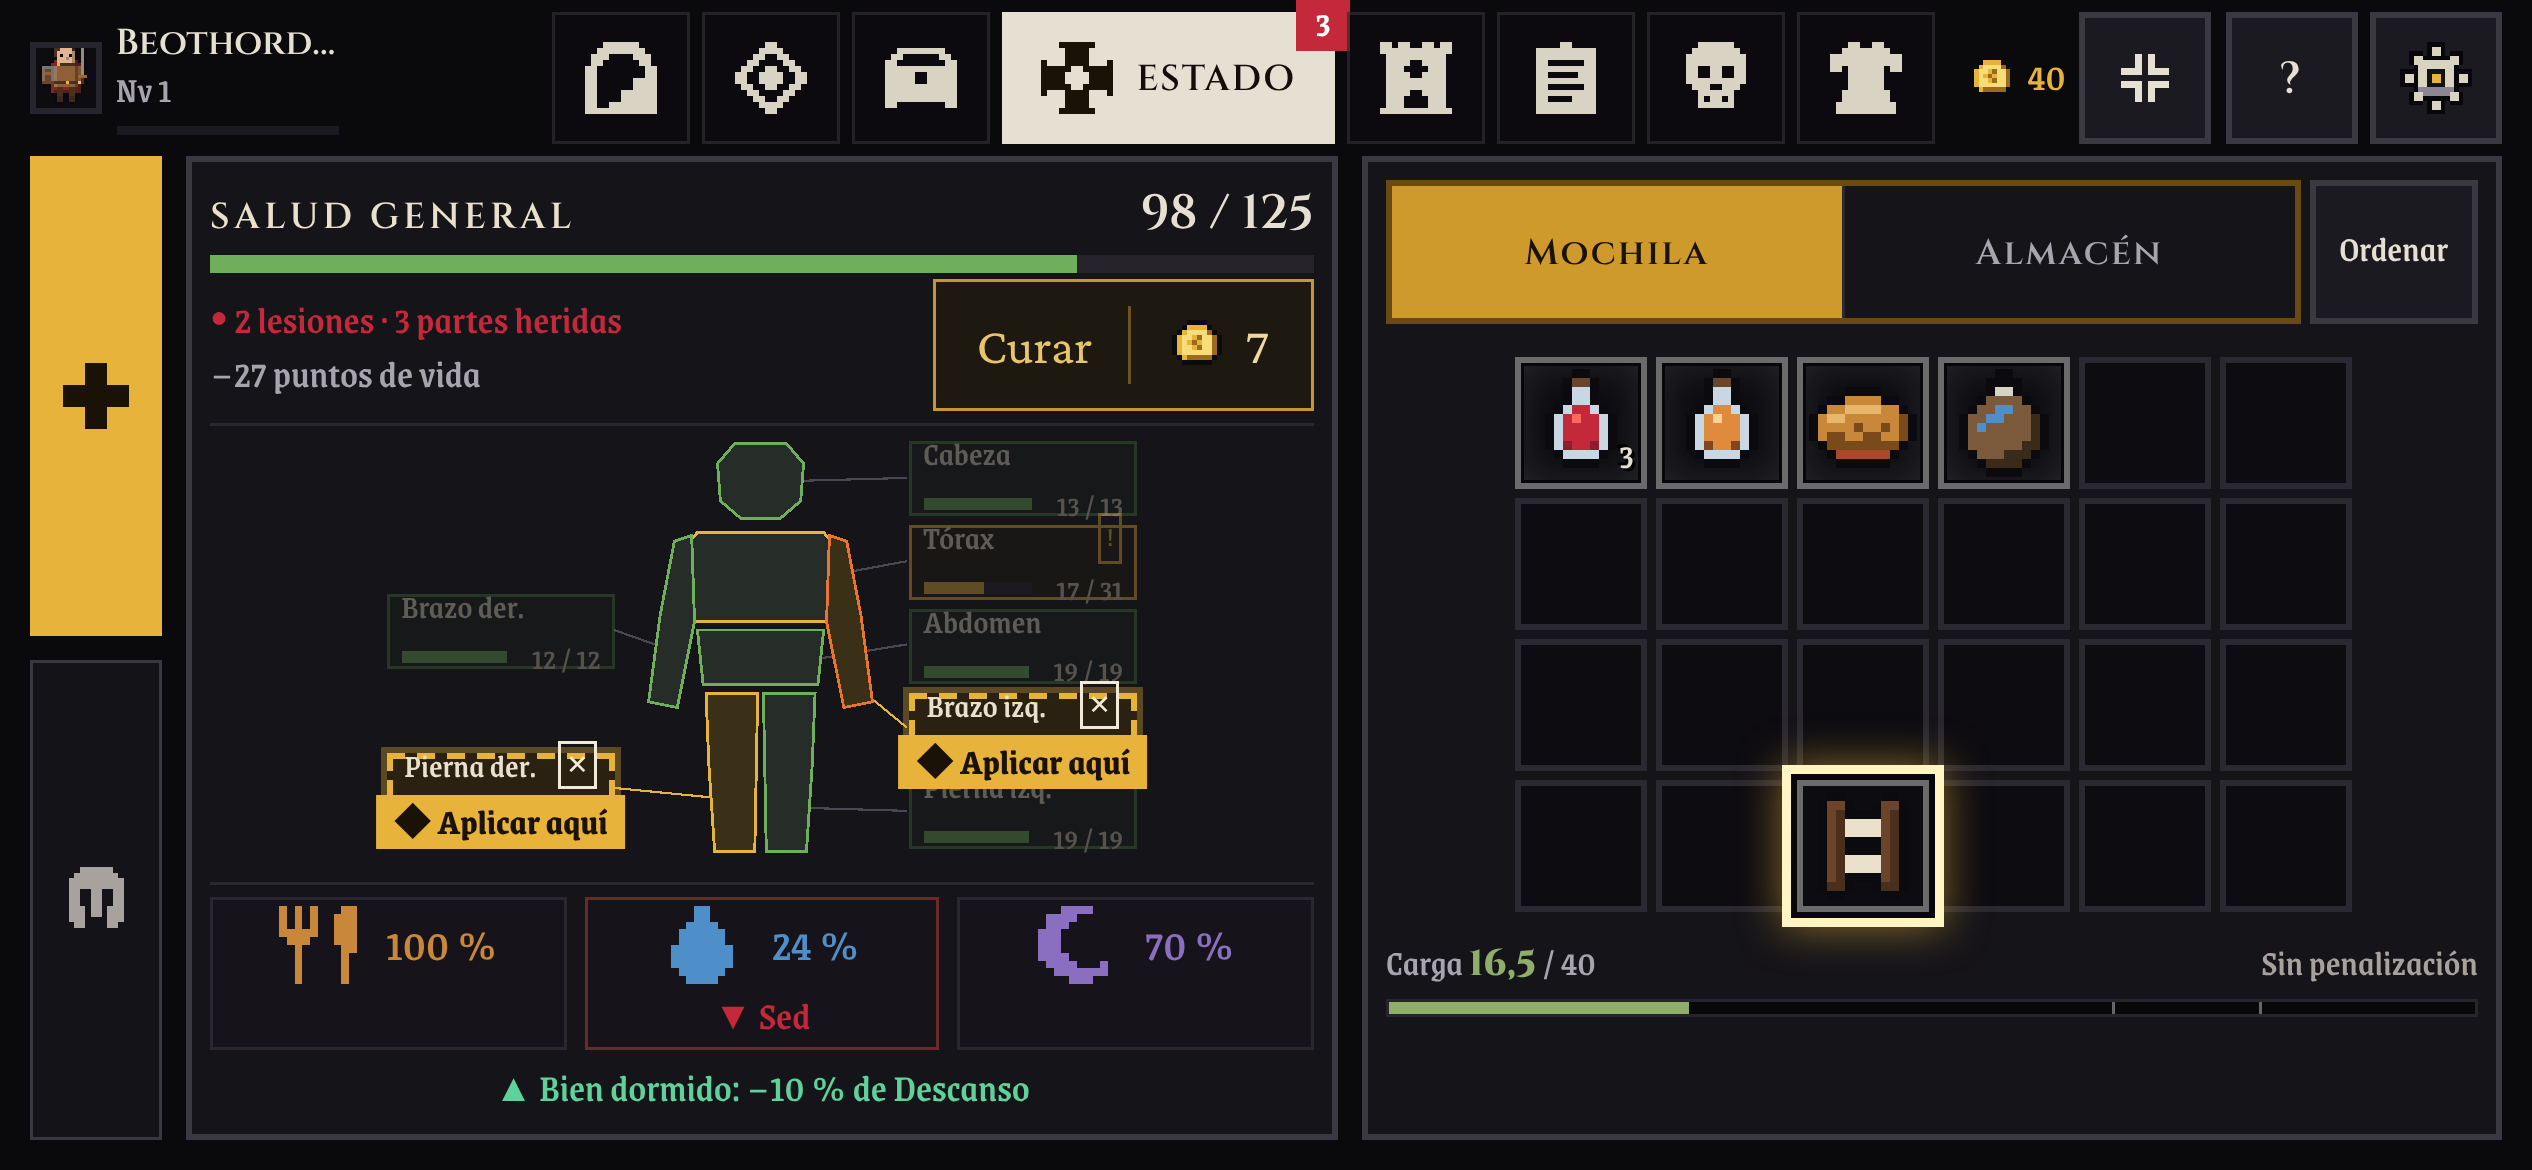 BEOTHORD...
Nv 1
3
ESTADO
40
?
SALUD GENERAL
98 / 125
• 2 lesiones · 3 partes heridas
−27 puntos de vida
Curar
7
Cabeza
13 / 13
Tórax
!
17 / 31
Brazo der.
12 / 12
Abdomen
19 / 19
Brazo izq.
×
◆ Aplicar aquí
Pierna der.
×
◆ Aplicar aquí
Pierna izq.
19 / 19
100 %
24 %
▼ Sed
70 %
▲ Bien dormido: −10 % de Descanso
MOCHILA
ALMACÉN
Ordenar
3
Carga 16,5 / 40
Sin penalización